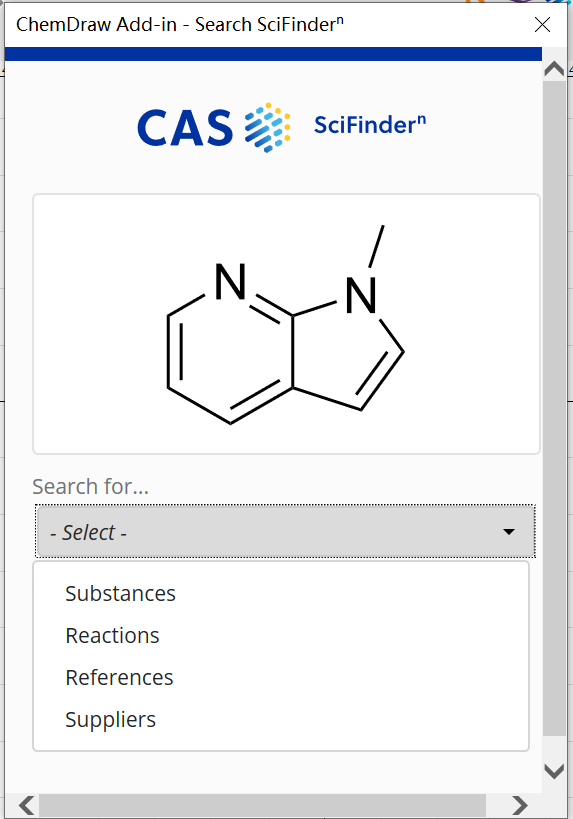 ChemDraw Add-in - Search SciFinderⁿ
CAS SciFinderⁿ
N
N
Search for...
- Select -
Substances
Reactions
References
Suppliers